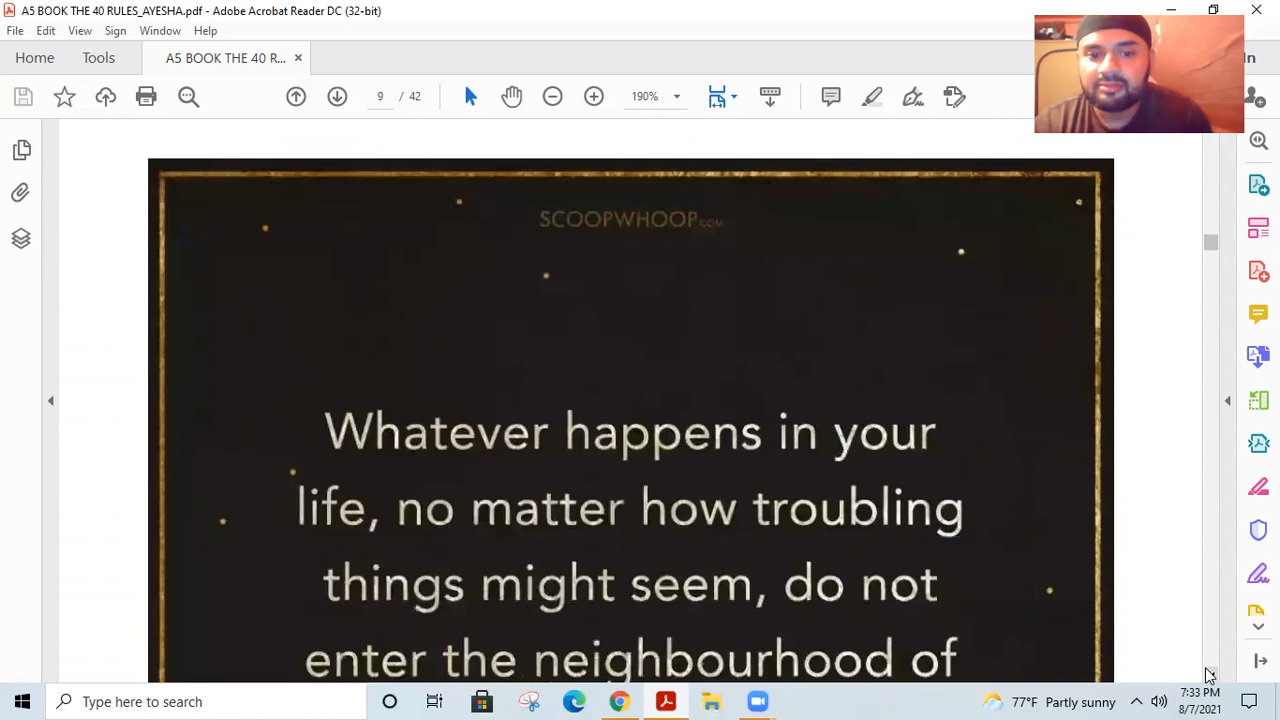 A5 BOOK THE 40 RULES_AYESHA.pdf - Adobe Acrobat Reader DC (32-bit)
File Edit View Sign Window Help
Home Tools A5 BOOK THE 40 R... ×
9 / 42 190%
In
SCOOPWHOOP.COM
Whatever happens in your
life, no matter how troubling
things might seem, do not
enter the neighbourhood of
Type here to search
77°F Partly sunny
7:33 PM
8/7/2021